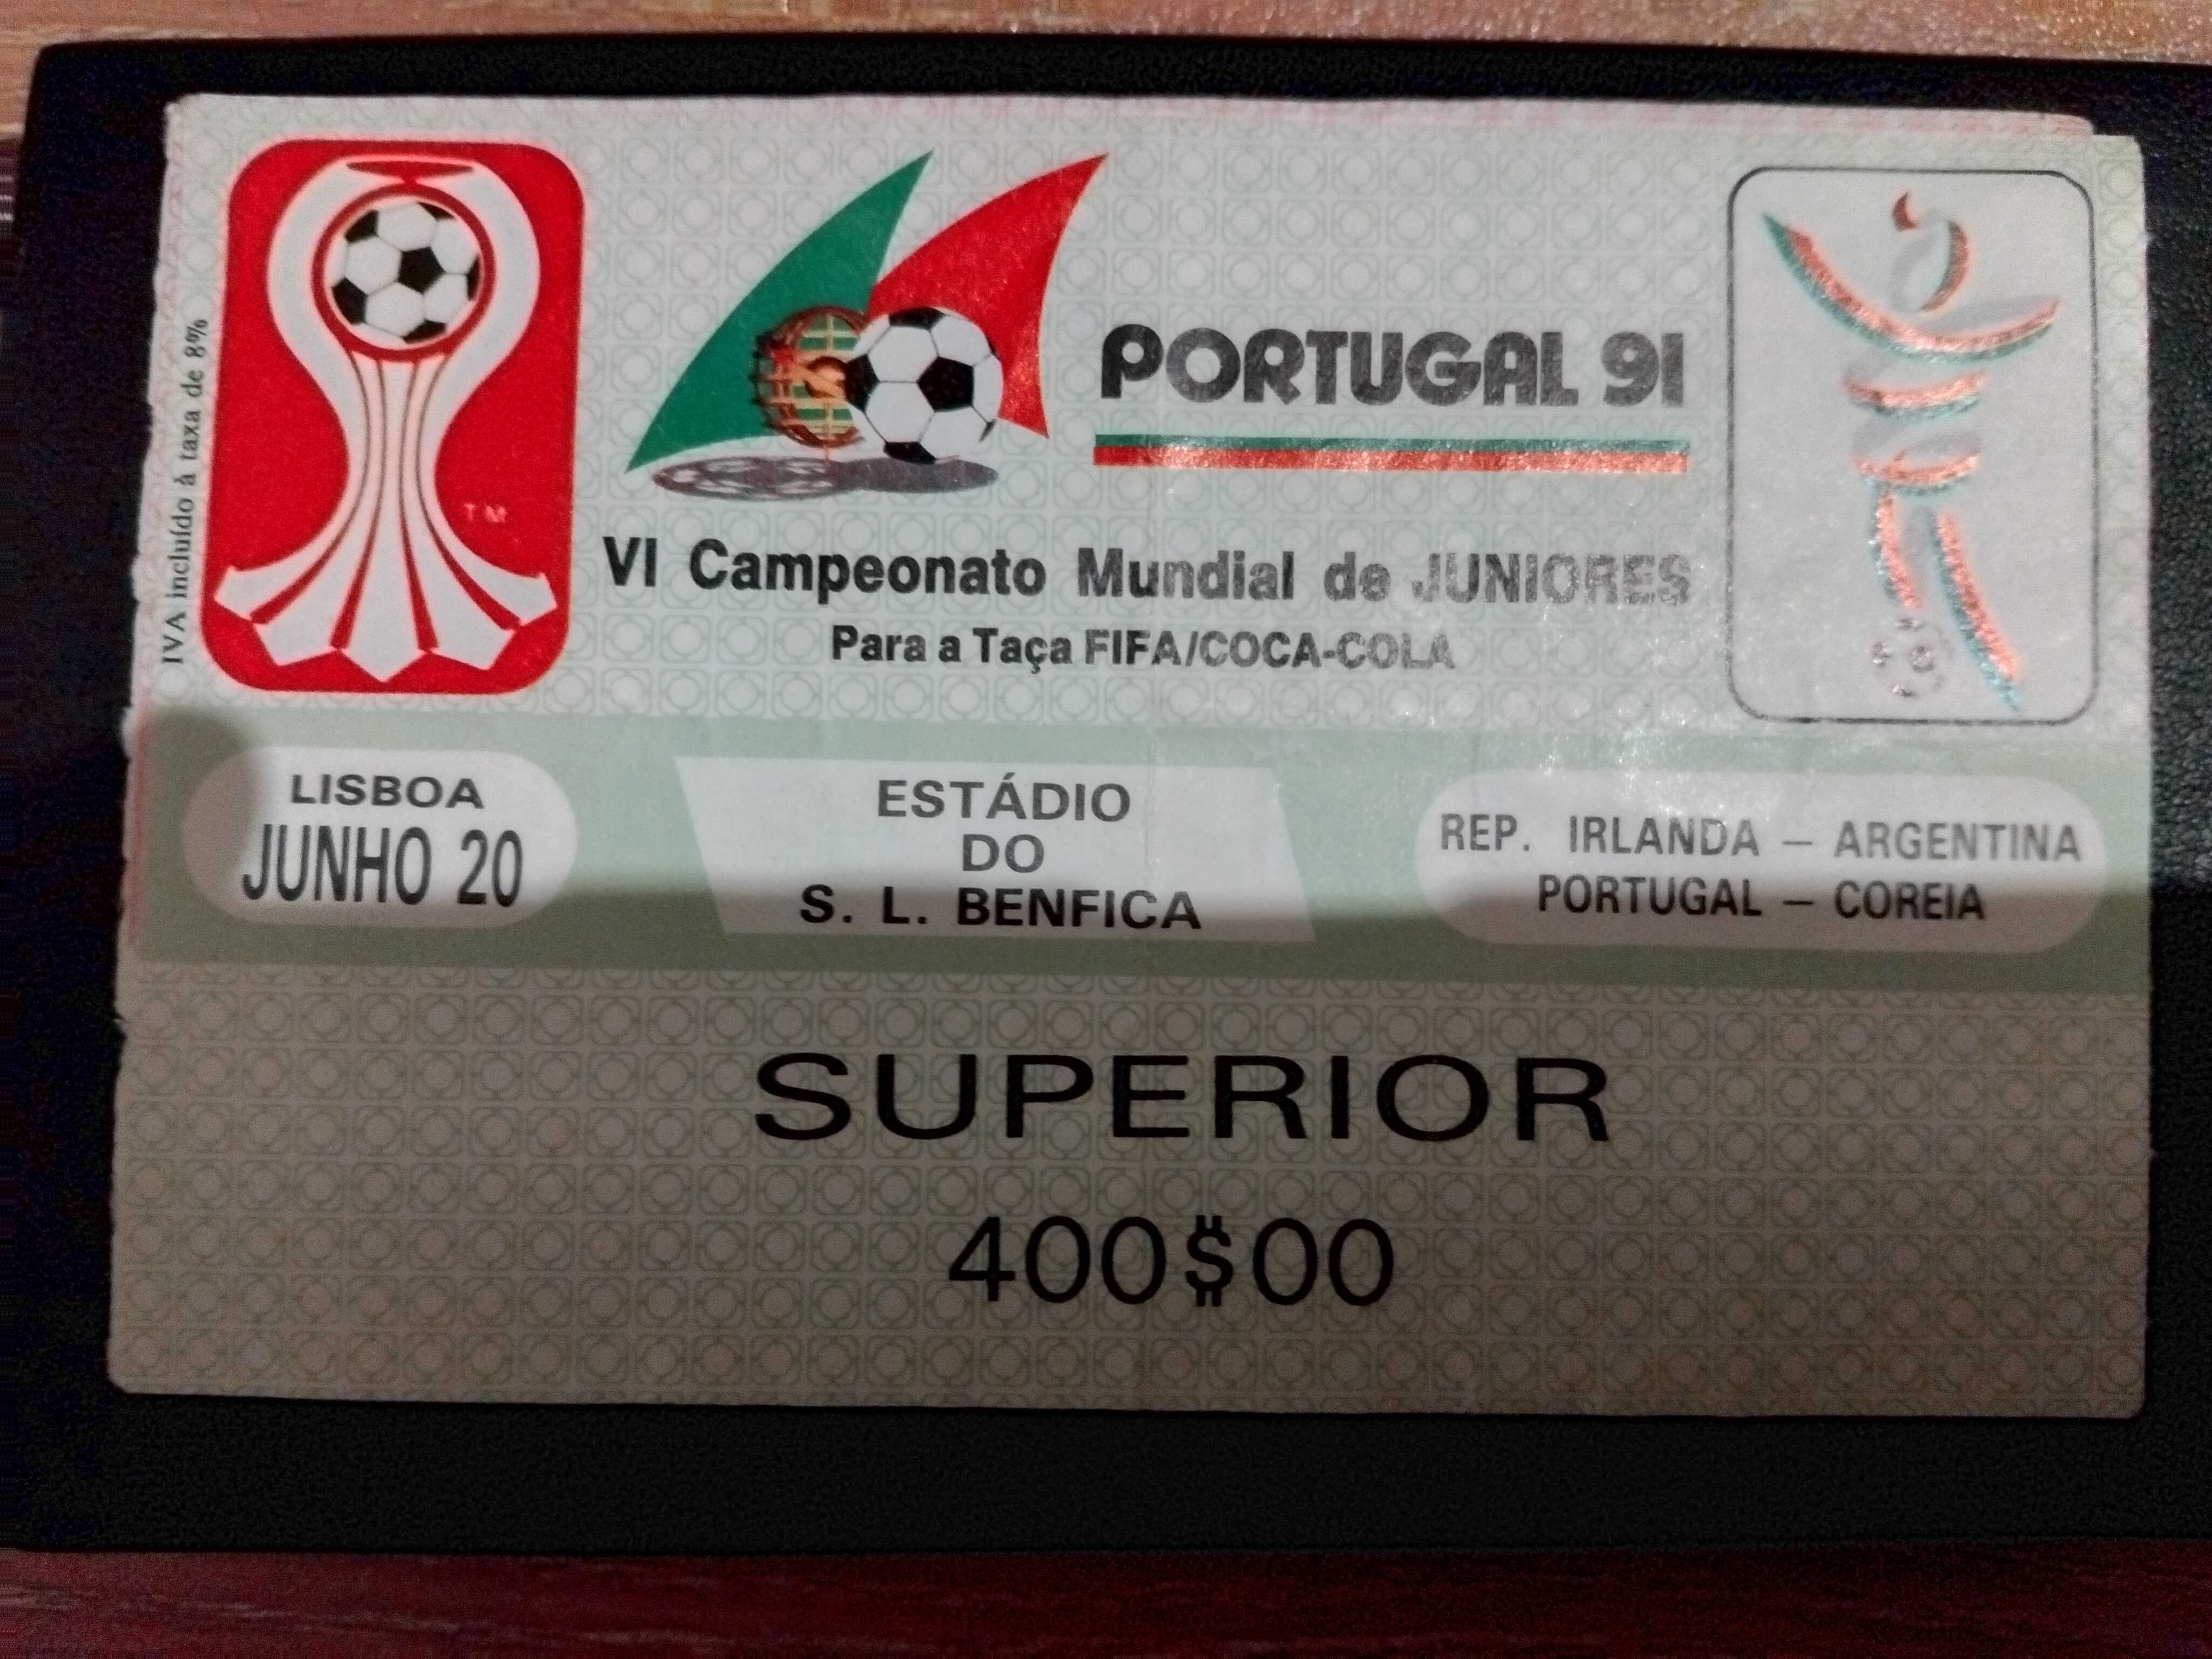 IVA incluído à taxa de 8%
TM
PORTUGAL 91
VI Campeonato Mundial de JUNIORES
Para a Taça FIFA/COCA-COLA
LISBOA
JUNHO 20
ESTÁDIO
DO
S. L. BENFICA
REP. IRLANDA – ARGENTINA
PORTUGAL – COREIA
SUPERIOR
400$00